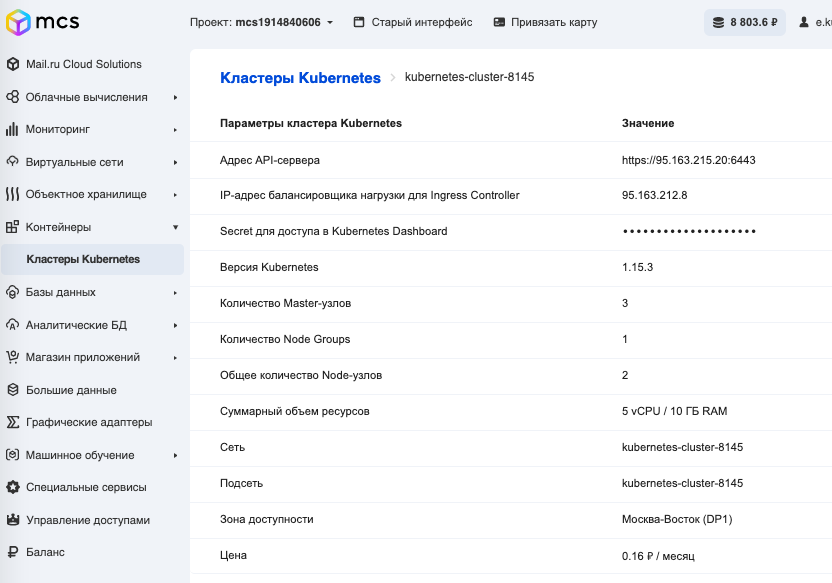 mcs
Проект: mcs1914840606
Старый интерфейс
Привязать карту
8 803.6 ₽
Mail.ru Cloud Solutions
Облачные вычисления
Мониторинг
Виртуальные сети
Объектное хранилище
Контейнеры
Кластеры Kubernetes
Базы данных
Аналитические БД
Магазин приложений
Большие данные
Графические адаптеры
Машинное обучение
Специальные сервисы
Управление доступами
Баланс
Кластеры Kubernetes > kubernetes-cluster-8145
Параметры кластера Kubernetes Значение
Адрес API-сервера https://95.163.215.20:6443
IP-адрес балансировщика нагрузки для Ingress Controller 95.163.212.8
Secret для доступа в Kubernetes Dashboard •••••••••••••••••••
Версия Kubernetes 1.15.3
Количество Master-узлов 3
Количество Node Groups 1
Общее количество Node-узлов 2
Суммарный объем ресурсов 5 vCPU / 10 ГБ RAM
Сеть kubernetes-cluster-8145
Подсеть kubernetes-cluster-8145
Зона доступности Москва-Восток (DP1)
Цена 0.16 ₽ / месяц